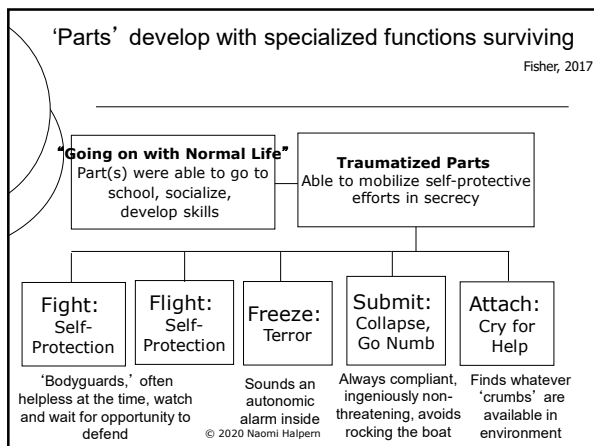 ‘Parts’ develop with specialized functions surviving
Fisher, 2017
“Going on with Normal Life”
Part(s) were able to go to
school, socialize,
develop skills
Traumatized Parts
Able to mobilize self-protective
efforts in secrecy
Fight:
Self-
Protection
Flight:
Self-
Protection
Freeze:
Terror
Submit:
Collapse,
Go Numb
Attach:
Cry for
Help
‘Bodyguards,’ often
helpless at the time, watch
and wait for opportunity to
defend
Sounds an
autonomic
alarm inside
Always compliant,
ingeniously non-
threatening, avoids
rocking the boat
Finds whatever
‘crumbs’ are
available in
environment
© 2020 Naomi Halpern